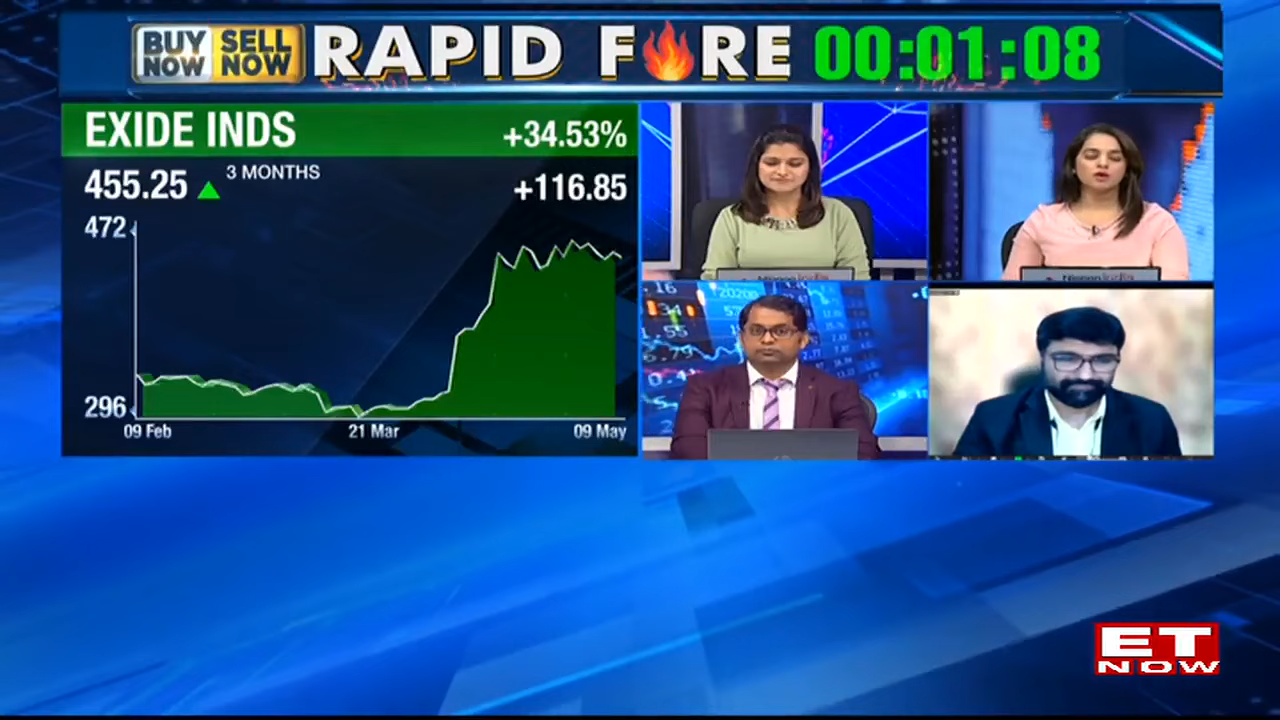 BUY NOW SELL NOW RAPID FIRE 00:01:08
EXIDE INDS +34.53%
455.25 3 MONTHS +116.85
472
296
09 Feb 21 Mar 09 May
ET
NOW